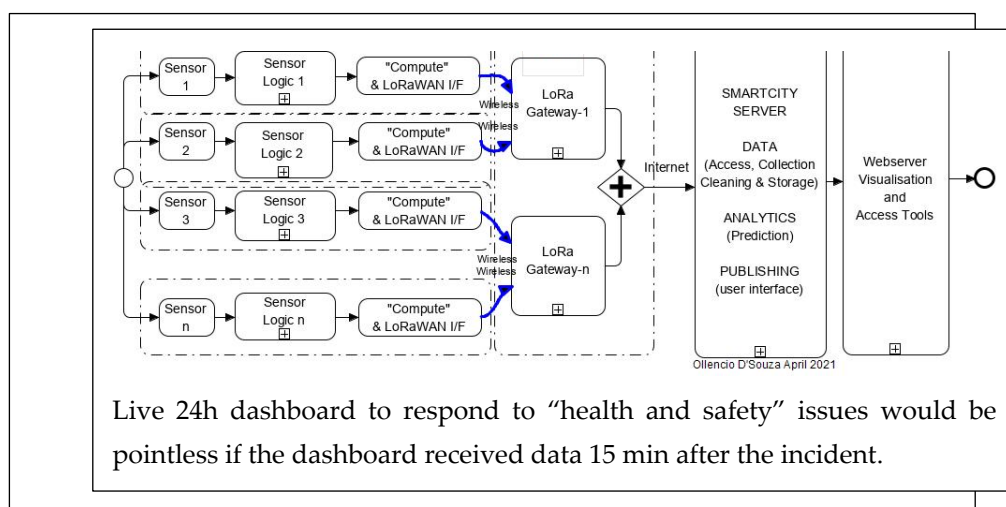 Sensor
1
Sensor
Logic 1
"Compute"
& LoRaWAN I/F
Wireless
LoRa
Gateway-1
Sensor
2
Sensor
Logic 2
"Compute"
& LoRaWAN I/F
Wireless
Sensor
3
Sensor
Logic 3
"Compute"
& LoRaWAN I/F
Wireless
LoRa
Gateway-n
Sensor
n
Sensor
Logic n
"Compute"
& LoRaWAN I/F
Wireless
Internet
SMARTCITY
SERVER
DATA
(Access, Collection
Cleaning & Storage)
ANALYTICS
(Prediction)
PUBLISHING
(user interface)
Webserver
Visualisation
and
Access Tools
Ollencio D'Souza April 2021
Live 24h dashboard to respond to “health and safety” issues would be
pointless if the dashboard received data 15 min after the incident.